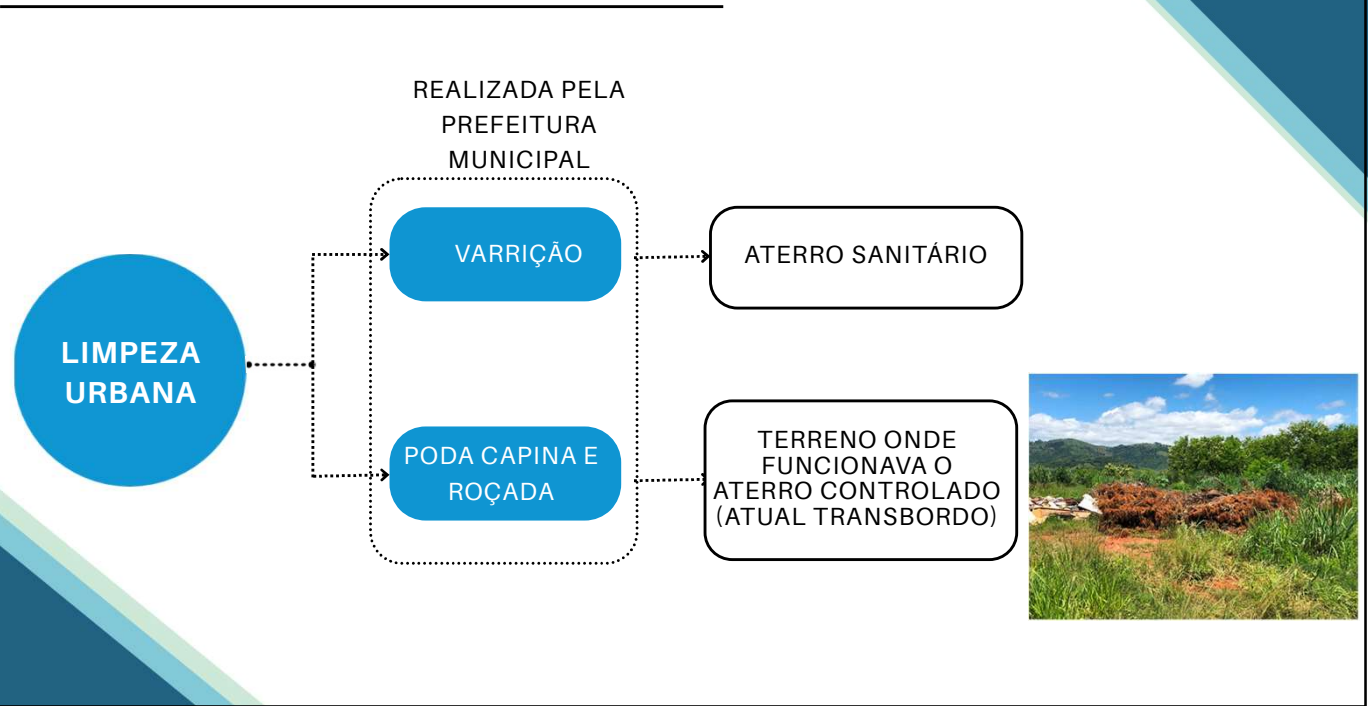 REALIZADA PELA
PREFEITURA
MUNICIPAL
LIMPEZA
URBANA
VARRIÇÃO
ATERRO SANITÁRIO
PODA CAPINA E
ROÇADA
TERRENO ONDE
FUNCIONAVA O
ATERRO CONTROLADO
(ATUAL TRANSBORDO)